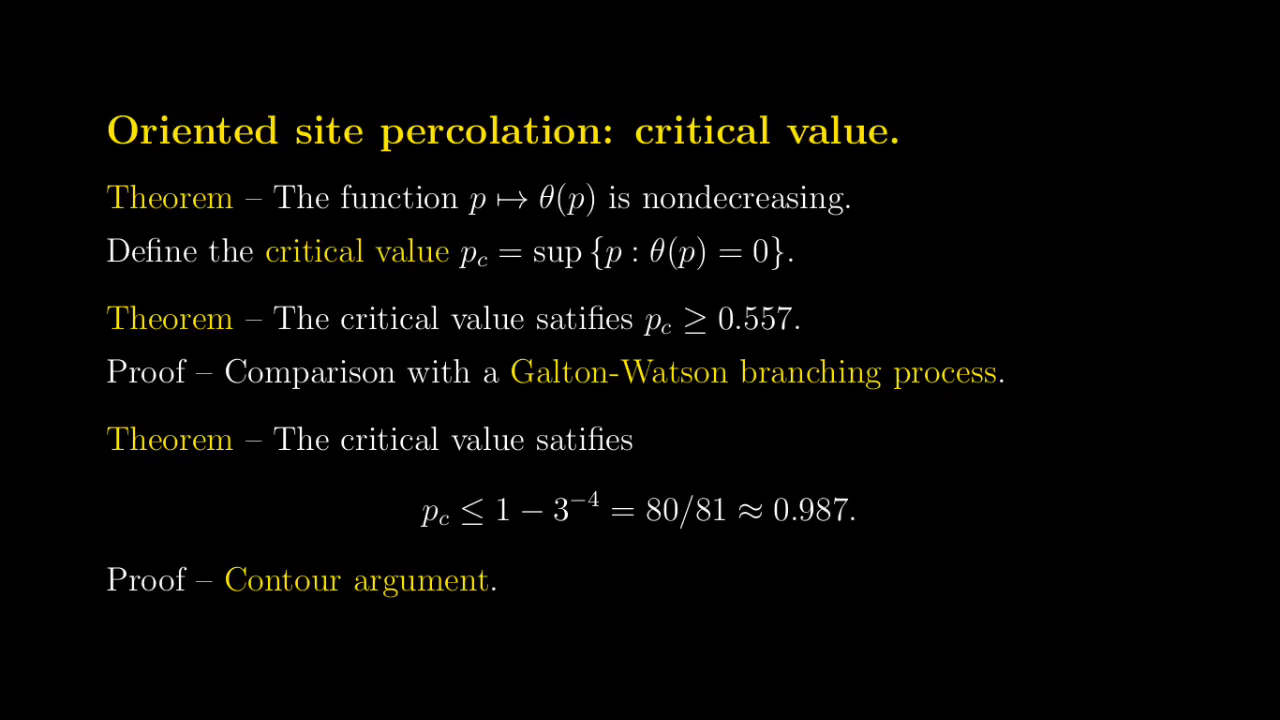 Oriented site percolation: critical value.
Theorem – The function p ↦ θ(p) is nondecreasing.
Define the critical value p_c = sup {p : θ(p) = 0}.
Theorem – The critical value satifies p_c ≥ 0.557.
Proof – Comparison with a Galton-Watson branching process.
Theorem – The critical value satifies
p_c ≤ 1 − 3^{−4} = 80/81 ≈ 0.987.
Proof – Contour argument.